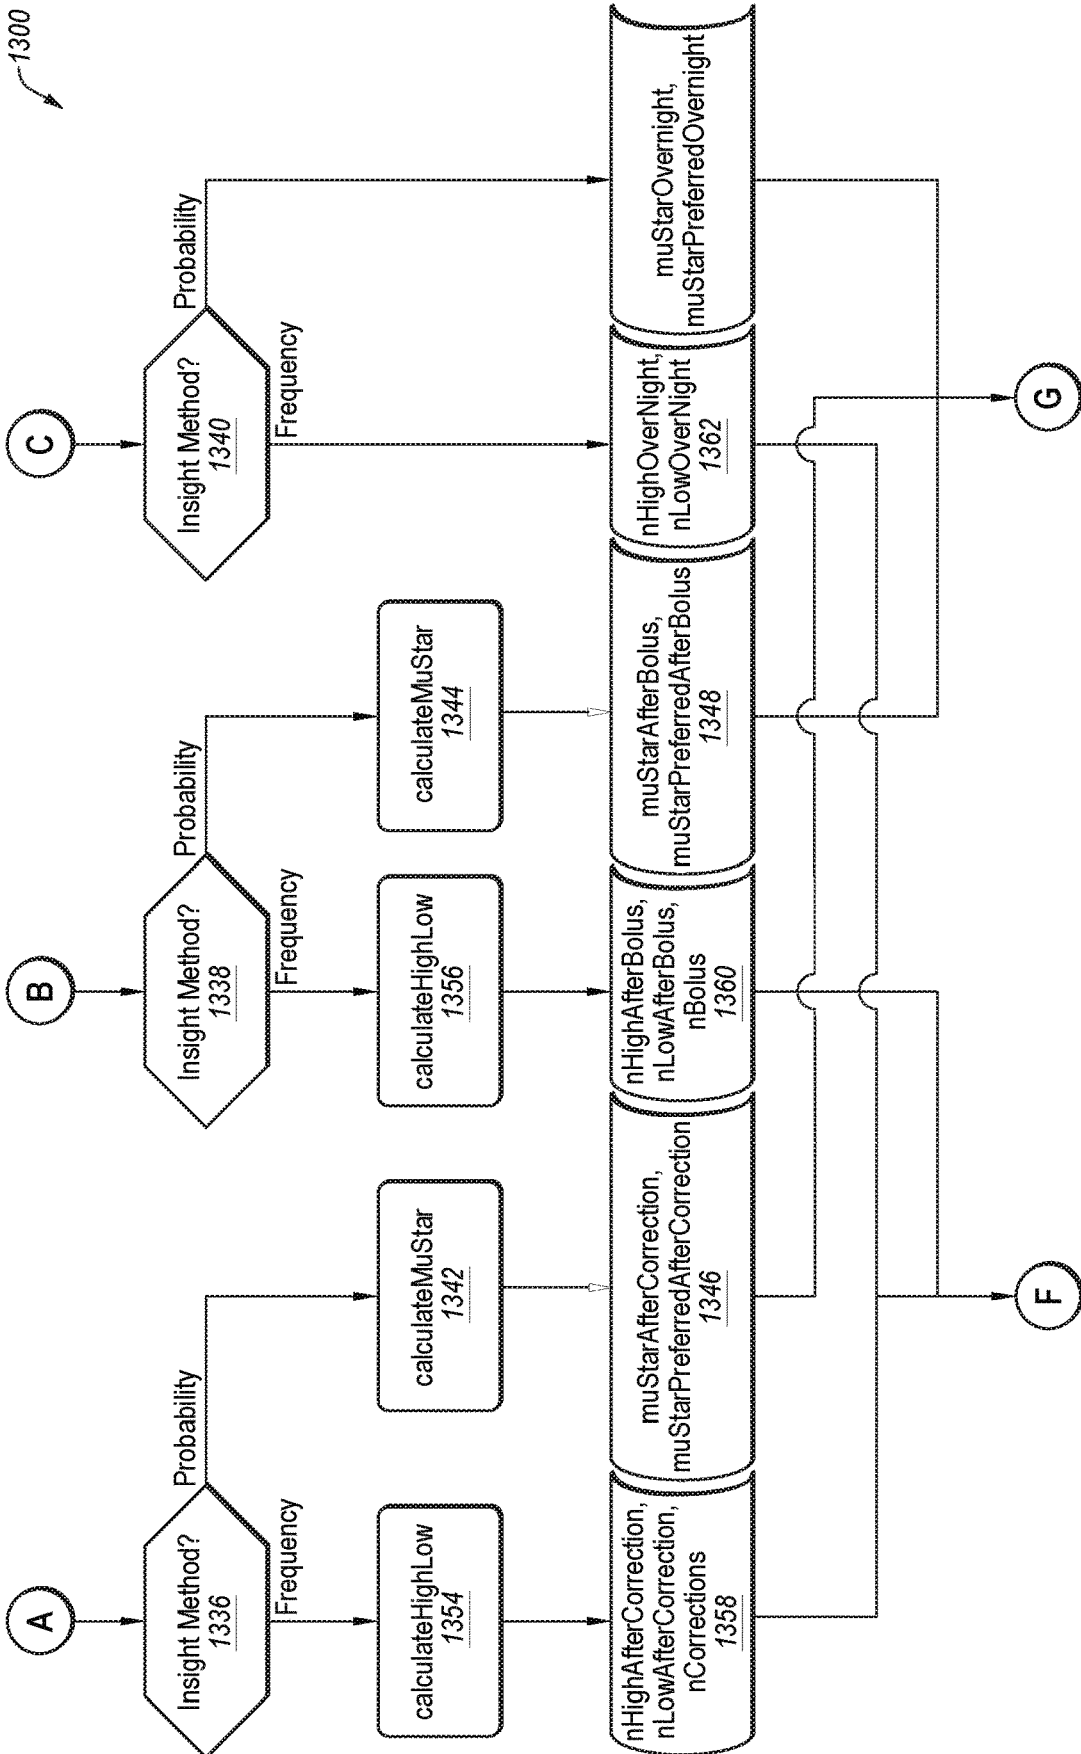 1300
A
B
C
Insight Method?
1336
Probability
Frequency
Insight Method?
1338
Probability
Frequency
Insight Method?
1340
Probability
Frequency
calculateHighLow
1354
calculateMuStar
1342
calculateHighLow
1356
calculateMuStar
1344
nHighAfterCorrection,
nLowAfterCorrection,
nCorrections
1358
muStarAfterCorrection,
muStarPreferredAfterCorrection
1346
nHighAfterBolus,
nLowAfterBolus,
nBolus
1360
muStarAfterBolus,
muStarPreferredAfterBolus
1348
nHighOverNight,
nLowOverNight
1362
muStarOvernight,
muStarPreferredOvernight
F
G